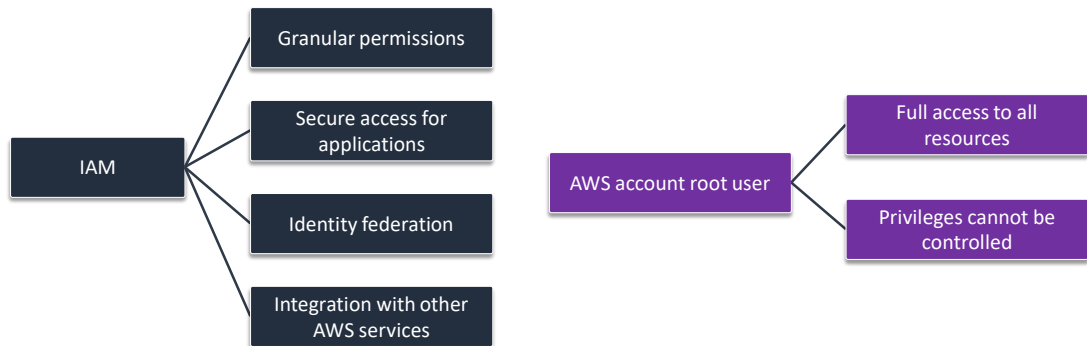 IAM
Granular permissions
Secure access for
applications
Identity federation
Integration with other
AWS services
AWS account root user
Full access to all
resources
Privileges cannot be
controlled